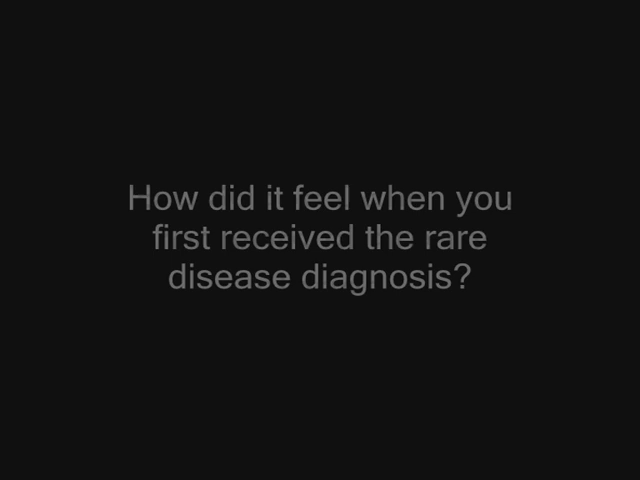 How did it feel when you
first received the rare
disease diagnosis?